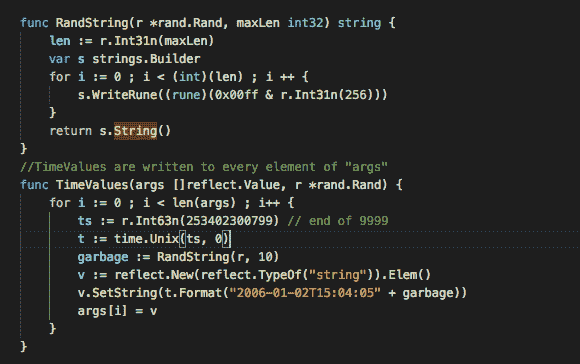 func RandString(r *rand.Rand, maxLen int32) string {
    len := r.Int31n(maxLen)
    var s strings.Builder
    for i := 0 ; i < (int)(len) ; i ++ {
        s.WriteRune((rune)(0x00ff & r.Int31n(256)))
    }
    return s.String()
}
//TimeValues are written to every element of "args"
func TimeValues(args []reflect.Value, r *rand.Rand) {
    for i := 0 ; i < len(args) ; i++ {
        ts := r.Int63n(253402300799) // end of 9999
        t := time.Unix(ts, 0)
        garbage := RandString(r, 10)
        v := reflect.New(reflect.TypeOf("string")).Elem()
        v.SetString(t.Format("2006-01-02T15:04:05" + garbage))
        args[i] = v
    }
}